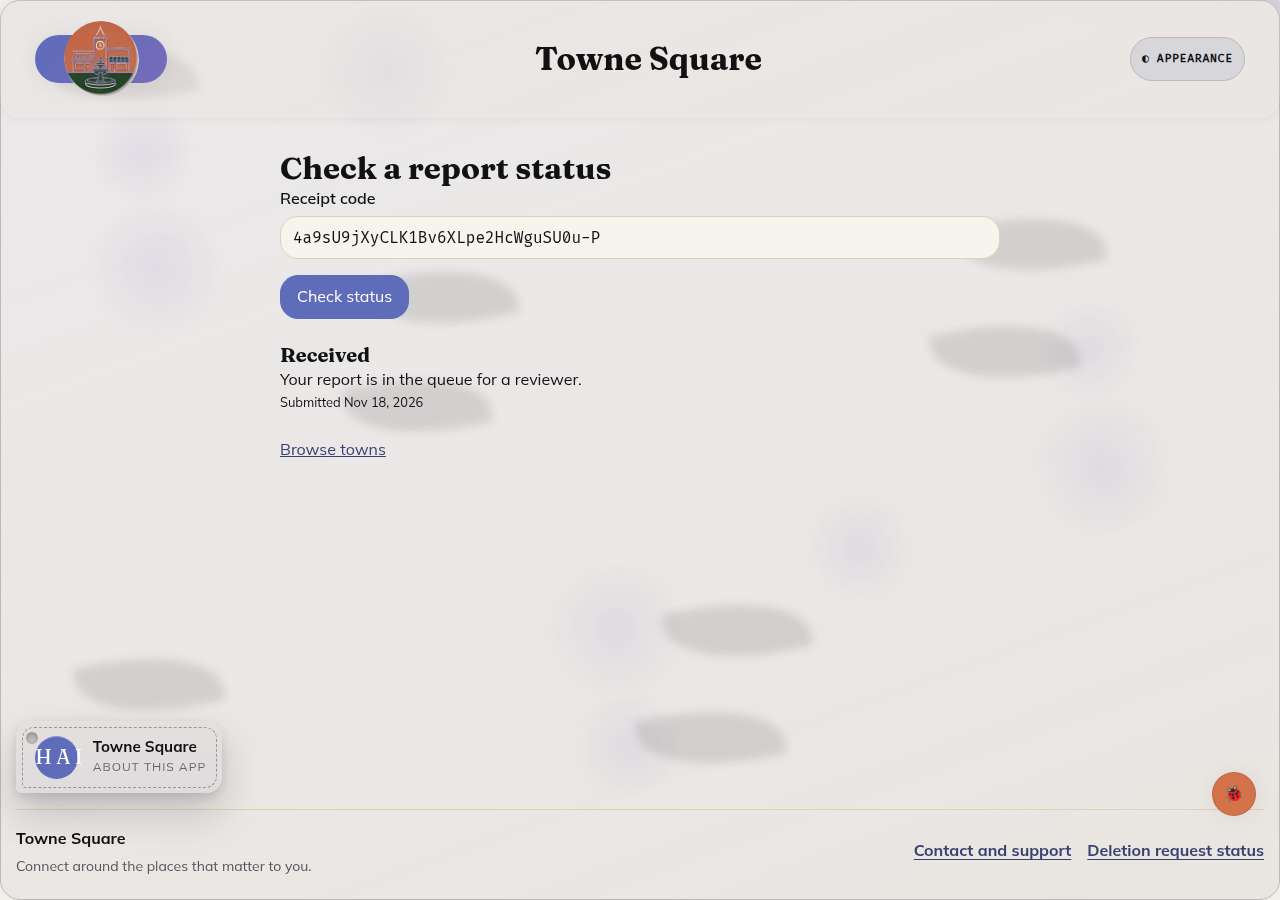 Towne Square
◐ APPEARANCE
Check a report status
Receipt code
4a9sU9jXyCLK1Bv6XLpe2HcWguSU0u-P
Check status
Received
Your report is in the queue for a reviewer.
Submitted Nov 18, 2026
Browse towns
HAI
Towne Square
ABOUT THIS APP
Towne Square
Connect around the places that matter to you.
Contact and support
Deletion request status